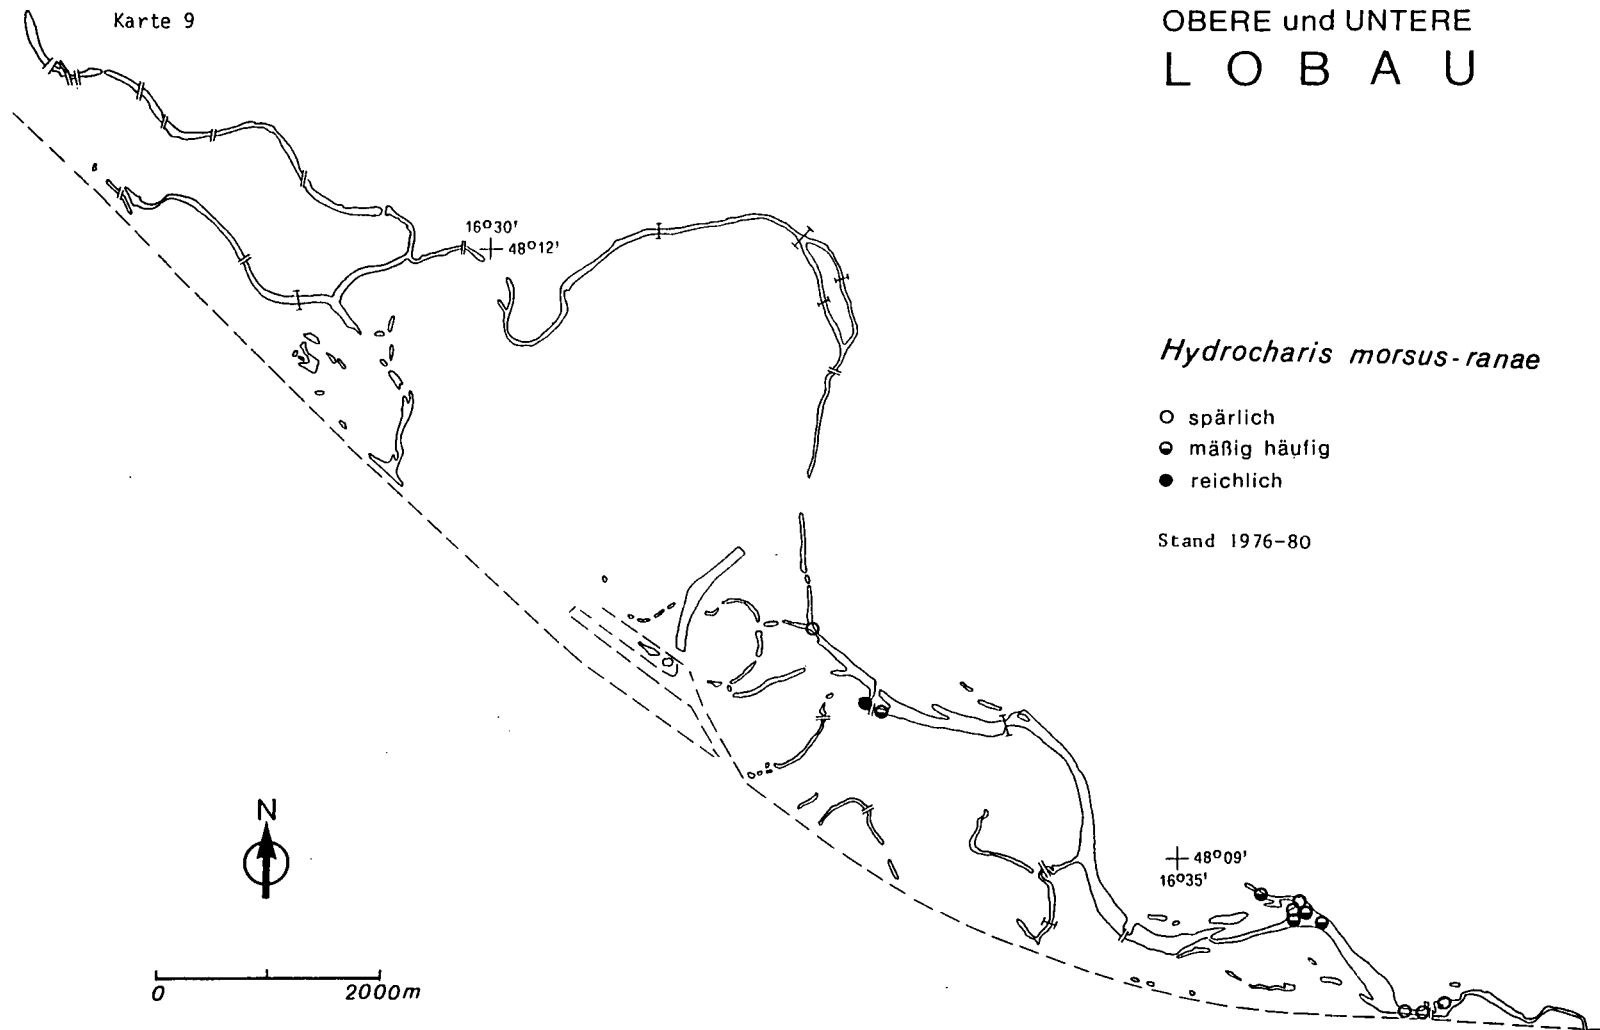 Karte 9
OBERE und UNTERE
LOBAU
16°30'
48°12'
Hydrocharis morsus-ranae
spärlich
mäßig häufig
reichlich
Stand 1976-80
N
48°09'
16°35'
0 2000m